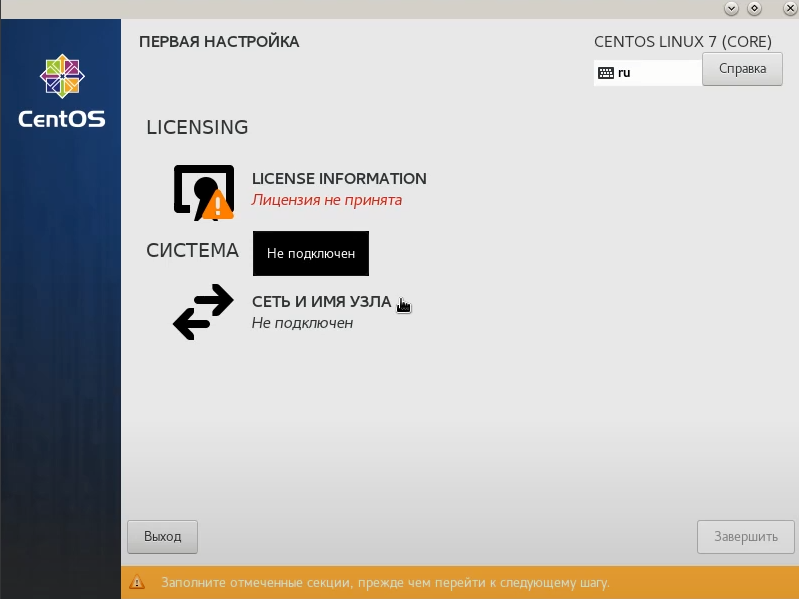 ПЕРВАЯ НАСТРОЙКА
CENTOS LINUX 7 (CORE)
ru
Справка
CentOS
LICENSING
LICENSE INFORMATION
Лицензия не принята
СИСТЕМА
Не подключен
СЕТЬ И ИМЯ УЗЛА
Не подключен
Выход
Завершить
Заполните отмеченные секции, прежде чем перейти к следующему шагу.